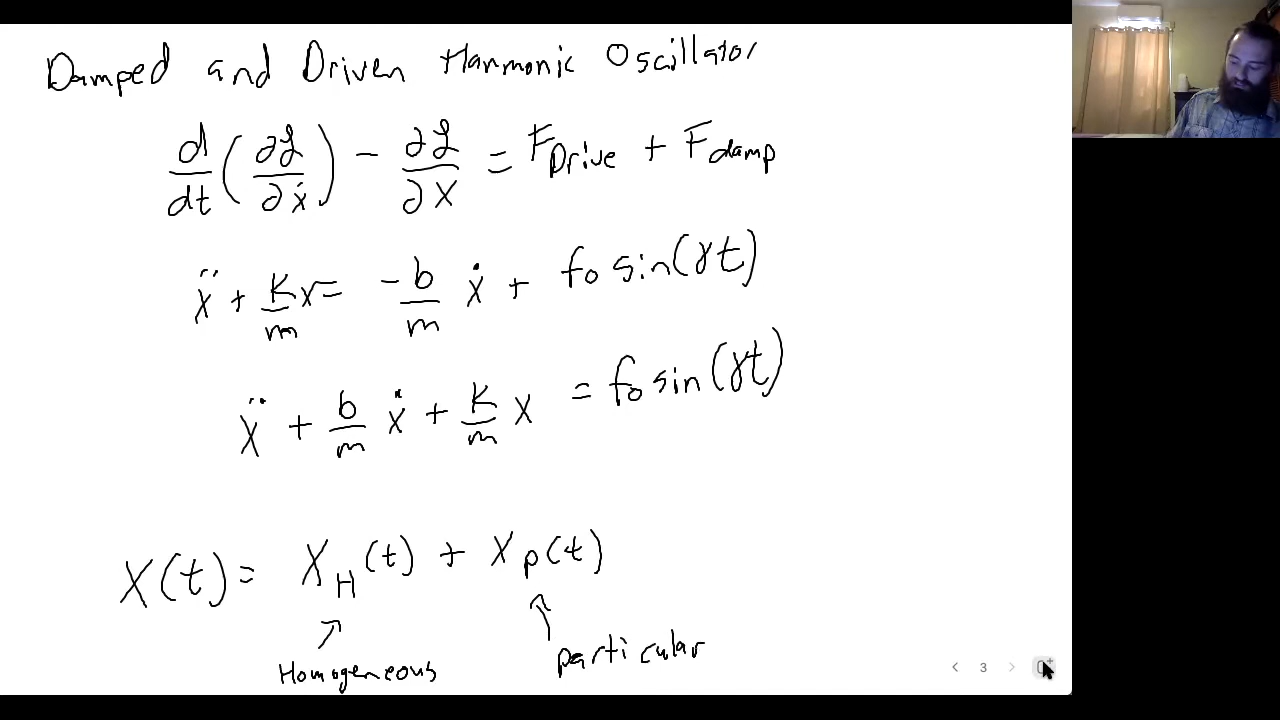 Damped and Driven Harmonic Oscillator
d/dt (∂ℒ/∂ẋ) − ∂ℒ/∂x = F_Drive + F_damp
ẍ + k/m x = −b/m ẋ + f₀ sin(γt)
ẍ + b/m ẋ + k/m x = f₀ sin(γt)
X(t) = X_H(t) + X_P(t)
Homogeneous particular
3